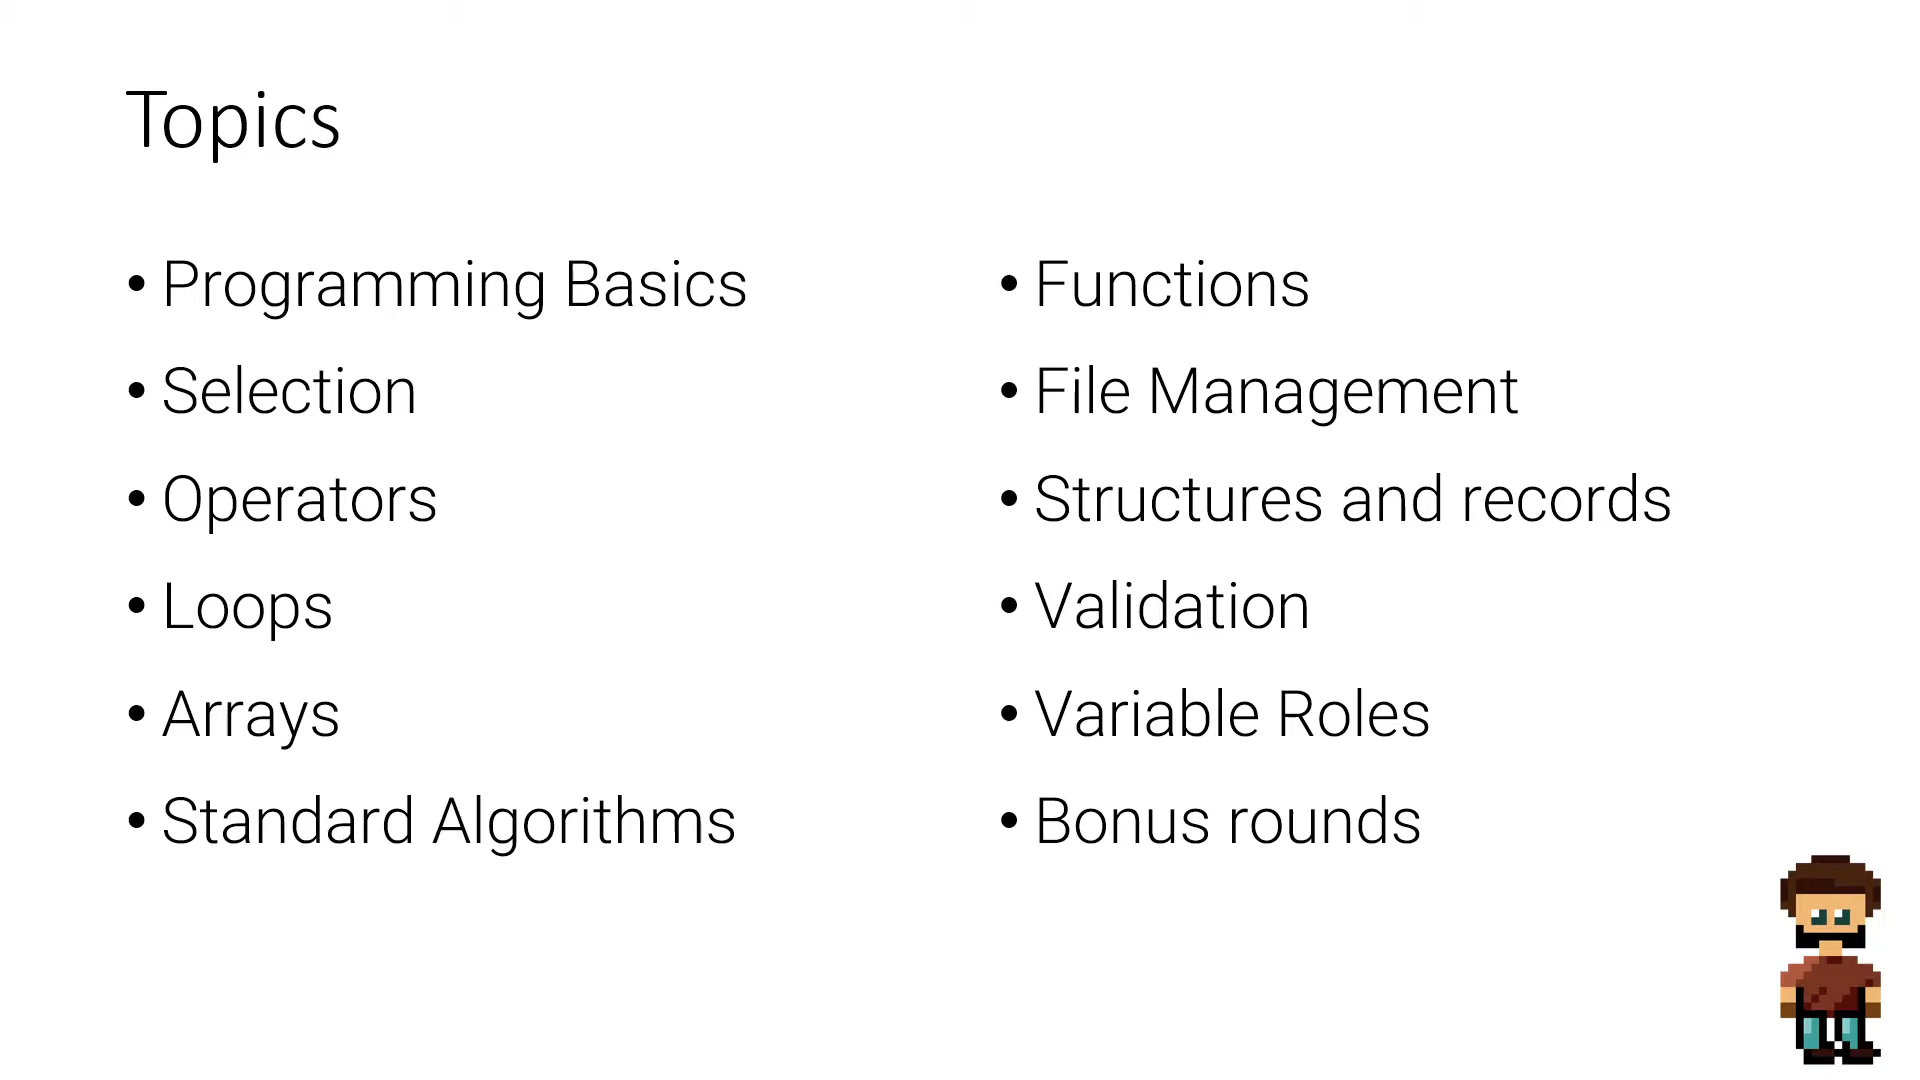 Topics
• Programming Basics
• Selection
• Operators
• Loops
• Arrays
• Standard Algorithms
• Functions
• File Management
• Structures and records
• Validation
• Variable Roles
• Bonus rounds